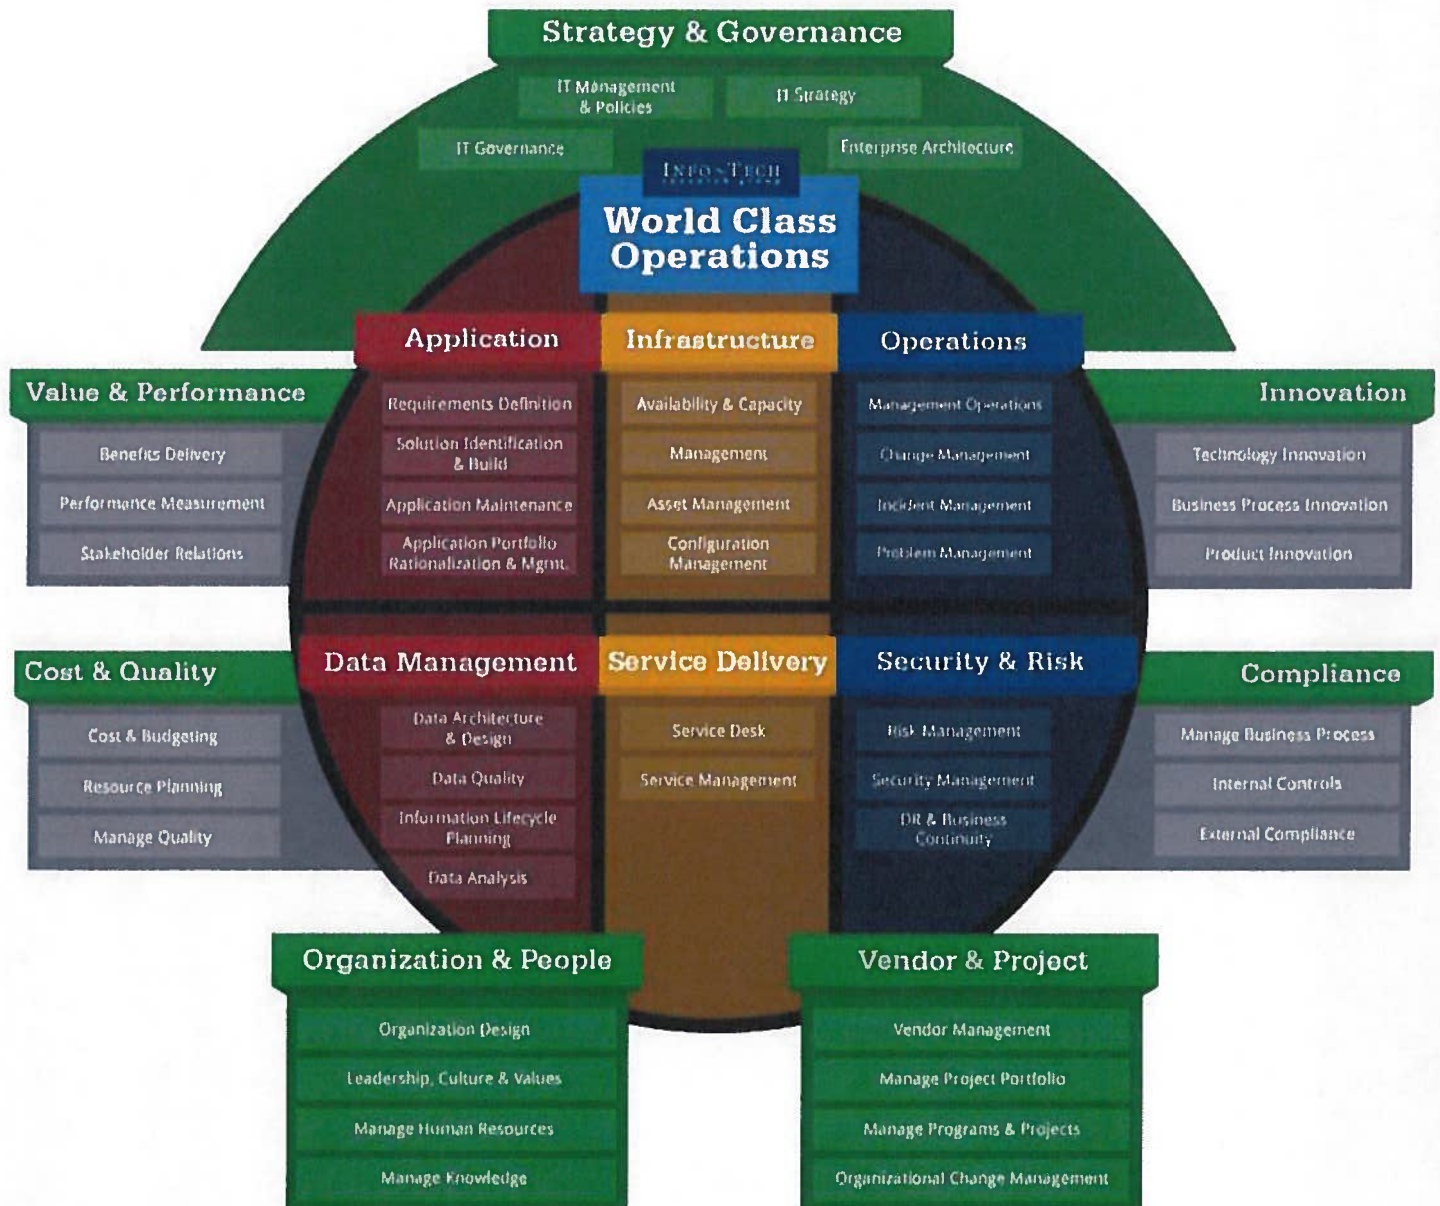 Strategy & Governance
IT Management
& Policies
IT Strategy
IT Governance
Enterprise Architecture
INFO~TECH
World Class
Operations
Application
Requirements Definition
Solution Identification
& Build
Application Maintenance
Application Portfolio
Rationalization & Mgmt.
Infrastructure
Availability & Capacity
Management
Asset Management
Configuration
Management
Operations
Management Operations
Change Management
Incident Management
Problem Management
Value & Performance
Benefits Delivery
Performance Measurement
Stakeholder Relations
Innovation
Technology Innovation
Business Process Innovation
Product Innovation
Data Management
Data Architecture
& Design
Data Quality
Information Lifecycle
Planning
Data Analysis
Service Delivery
Service Desk
Service Management
Security & Risk
Risk Management
Security Management
DR & Business
Continuity
Cost & Quality
Cost & Budgeting
Resource Planning
Manage Quality
Compliance
Manage Business Process
Internal Controls
External Compliance
Organization & People
Organization Design
Leadership, Culture & Values
Manage Human Resources
Manage Knowledge
Vendor & Project
Vendor Management
Manage Project Portfolio
Manage Programs & Projects
Organizational Change Management